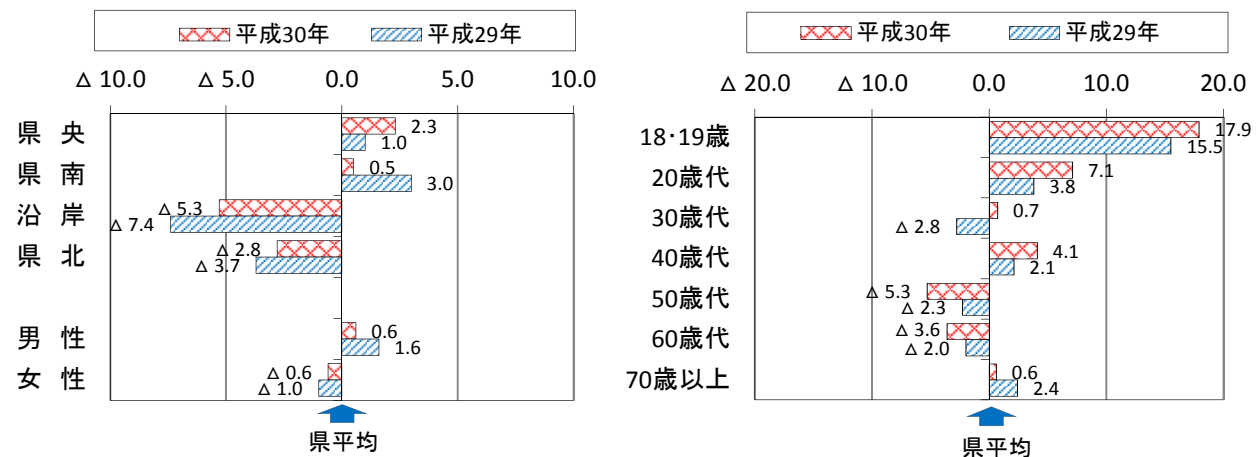 平成30年 平成29年
△ 10.0 △ 5.0 0.0 5.0 10.0
県央 2.3
1.0
県南 0.5
3.0
沿岸 △ 5.3
△ 7.4
県北 △ 2.8
△ 3.7
男性 0.6
1.6
女性 △ 0.6
△ 1.0
県平均
平成30年 平成29年
△ 20.0 △ 10.0 0.0 10.0 20.0
18･19歳 17.9
15.5
20歳代 7.1
3.8
30歳代 0.7
△ 2.8
40歳代 4.1
2.1
50歳代 △ 5.3
△ 2.3
60歳代 △ 3.6
△ 2.0
70歳以上 0.6
2.4
県平均